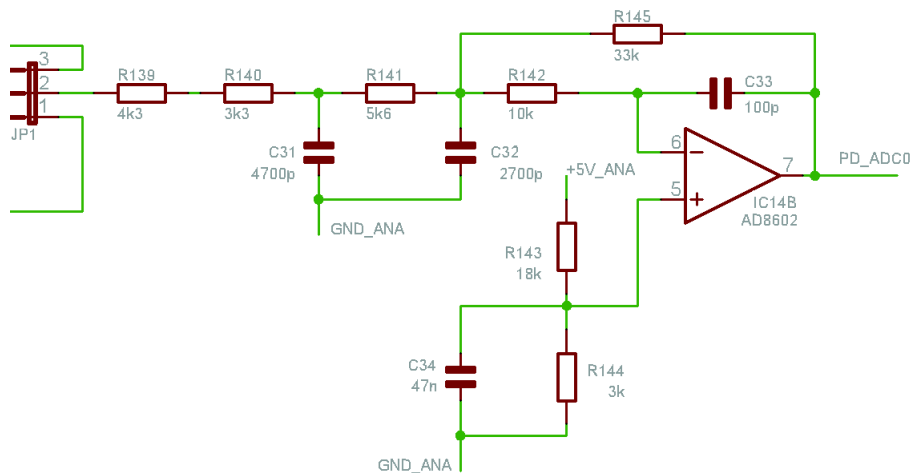 R145
33k
3
2
1
JP1
R139
4k3
R140
3k3
R141
5k6
R142
10k
C33
100p
C31
4700p
C32
2700p
GND_ANA
6
5
7
PD_ADC0
IC14B
AD8602
+5V_ANA
R143
18k
C34
47n
R144
3k
GND_ANA